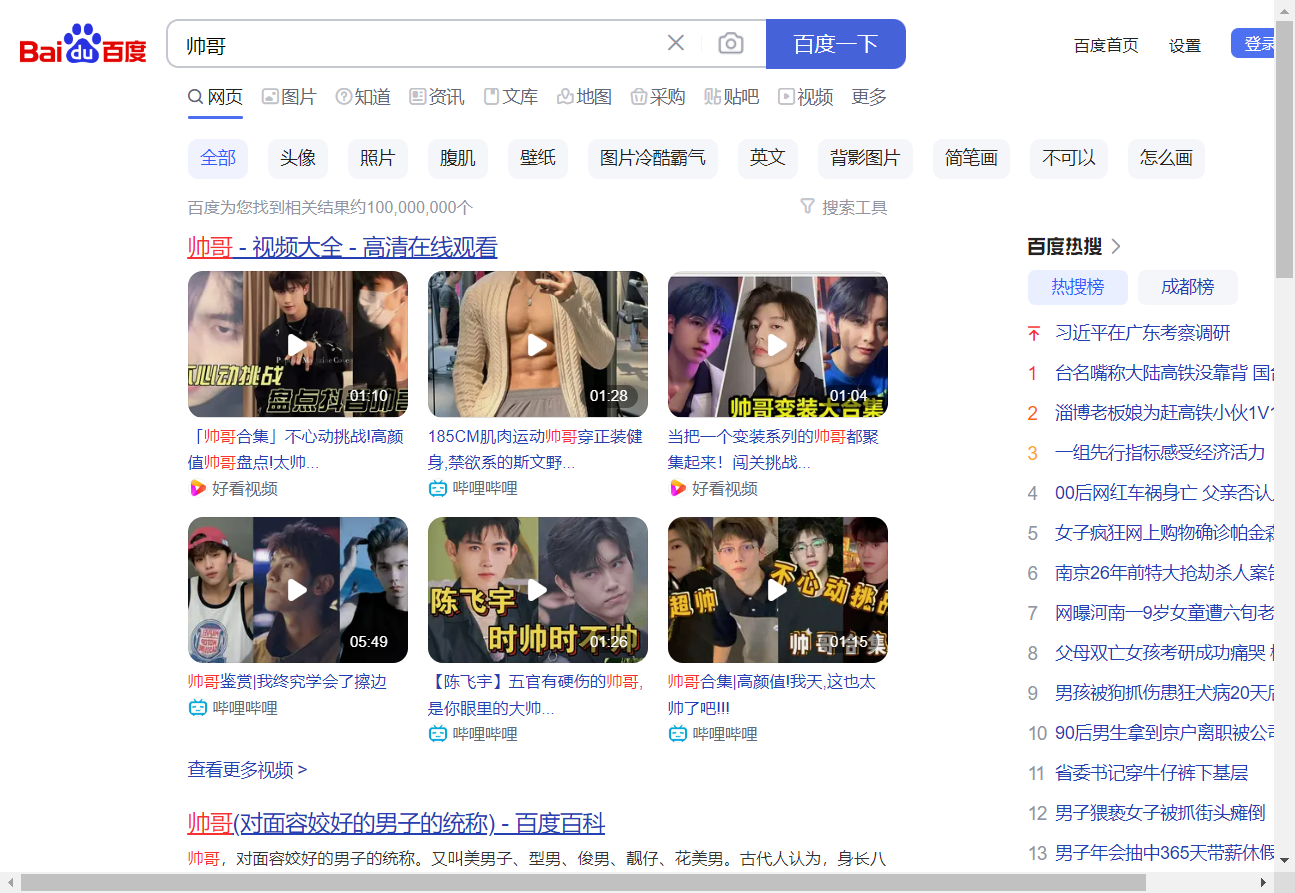 Bai du 百度
帅哥
百度一下
百度首页 设置 登录
网页 图片 知道 资讯 文库 地图 采购 贴吧 视频 更多
全部 头像 照片 腹肌 壁纸 图片冷酷霸气 英文 背影图片 简笔画 不可以 怎么画
百度为您找到相关结果约100,000,000个
搜索工具
帅哥 - 视频大全 - 高清在线观看
不心动挑战
盘点抖音帅哥
01:10
01:28
帅哥变装大合集
01:04
「帅哥合集」不心动挑战!高颜
值帅哥盘点!太帅...
好看视频
185CM肌肉运动帅哥穿正装健
身,禁欲系的斯文野...
哔哩哔哩
当把一个变装系列的帅哥都聚
集起来！闯关挑战...
好看视频
05:49
陈飞宇
时帅时不帅
01:26
超帅
不心动挑战
帅哥合集
01:15
帅哥鉴赏|我终究学会了擦边
哔哩哔哩
【陈飞宇】五官有硬伤的帅哥,
是你眼里的大帅...
哔哩哔哩
帅哥合集|高颜值!我天,这也太
帅了吧!!!
哔哩哔哩
查看更多视频 >
帅哥(对面容姣好的男子的统称) - 百度百科
帅哥，对面容姣好的男子的统称。又叫美男子、型男、俊男、靓仔、花美男。古代人认为，身长八
百度热搜
热搜榜 成都榜
习近平在广东考察调研
1 台名嘴称大陆高铁没靠背 国台
2 淄博老板娘为赶高铁小伙1V1
3 一组先行指标感受经济活力
4 00后网红车祸身亡 父亲否认
5 女子疯狂网上购物确诊帕金森
6 南京26年前特大抢劫杀人案告
7 网曝河南一9岁女童遭六旬老
8 父母双亡女孩考研成功痛哭
9 男孩被狗抓伤患狂犬病20天后
10 90后男生拿到京户离职被公司
11 省委书记穿牛仔裤下基层
12 男子猥亵女子被抓街头瘫倒
13 男子年会抽中365天带薪休假